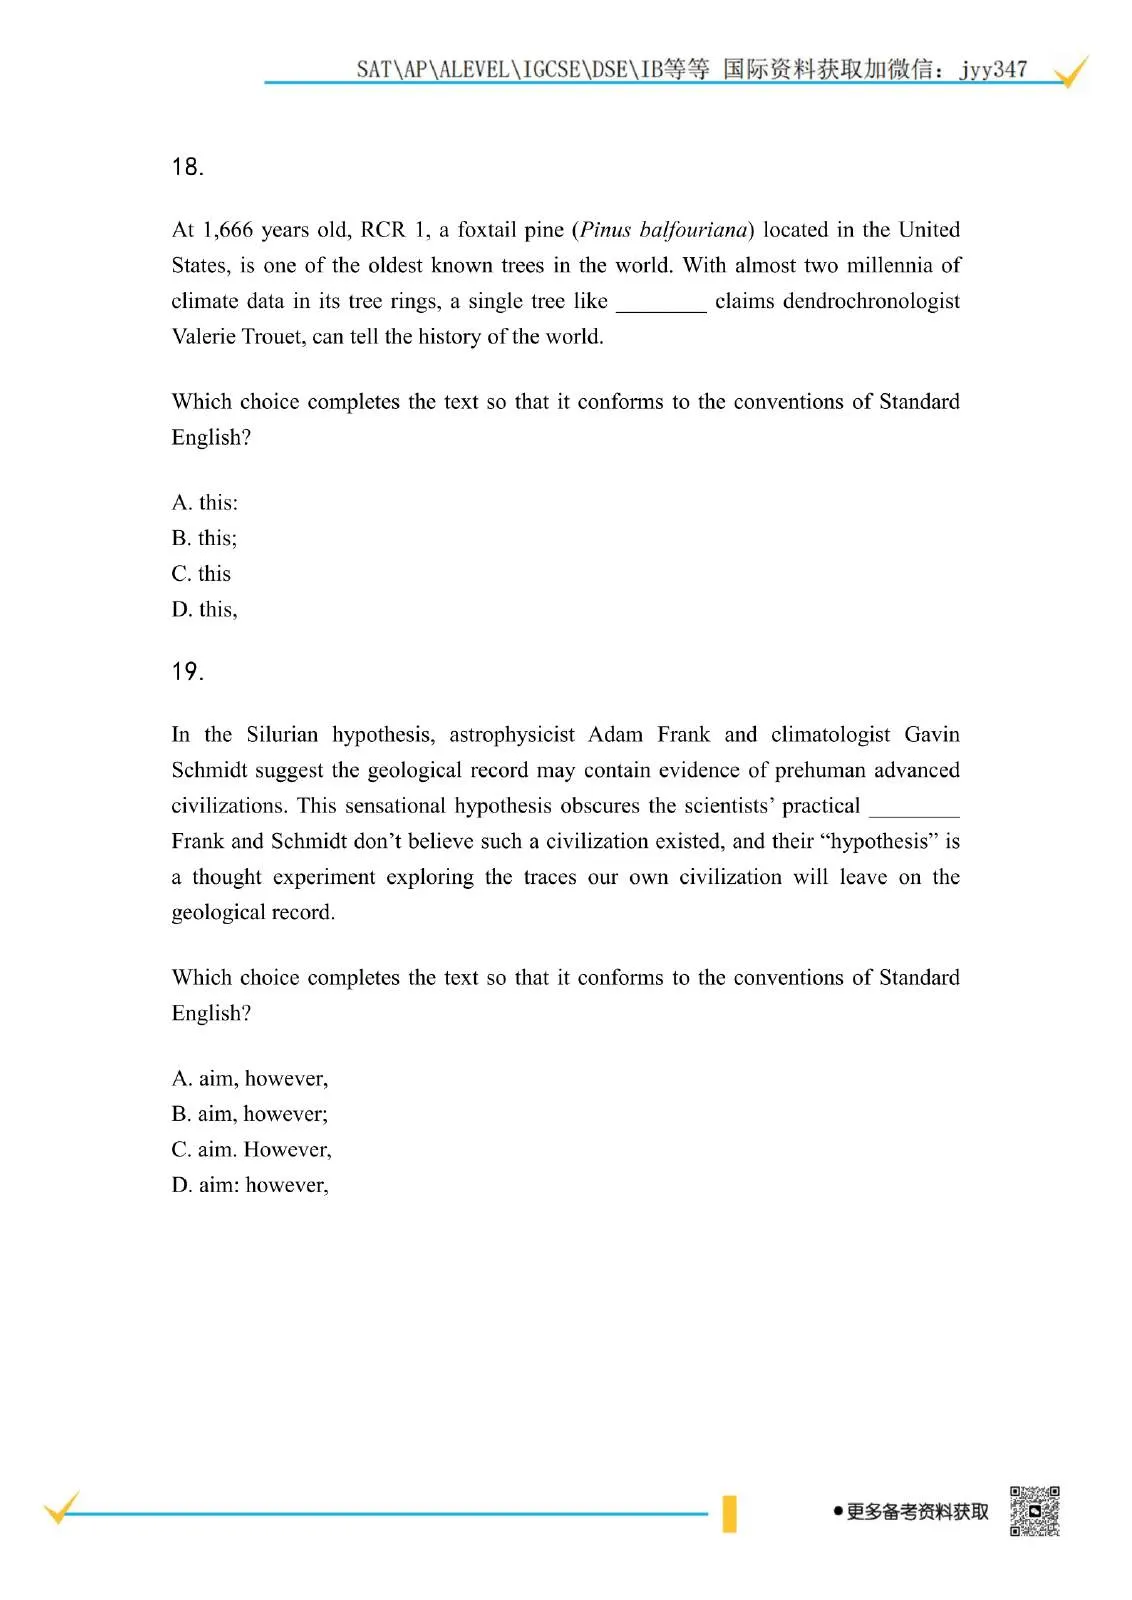 SAT\AP\ALEVEL\IGCSE\DSE\IB等等 国际资料获取加微信：jyy347
18.
At 1,666 years old, RCR 1, a foxtail pine (Pinus balfouriana) located in the United
States, is one of the oldest known trees in the world. With almost two millennia of
climate data in its tree rings, a single tree like ________ claims dendrochronologist
Valerie Trouet, can tell the history of the world.
Which choice completes the text so that it conforms to the conventions of Standard
English?
A. this:
B. this;
C. this
D. this,
19.
In the Silurian hypothesis, astrophysicist Adam Frank and climatologist Gavin
Schmidt suggest the geological record may contain evidence of prehuman advanced
civilizations. This sensational hypothesis obscures the scientists’ practical ________
Frank and Schmidt don’t believe such a civilization existed, and their “hypothesis” is
a thought experiment exploring the traces our own civilization will leave on the
geological record.
Which choice completes the text so that it conforms to the conventions of Standard
English?
A. aim, however,
B. aim, however;
C. aim. However,
D. aim: however,
●更多备考资料获取